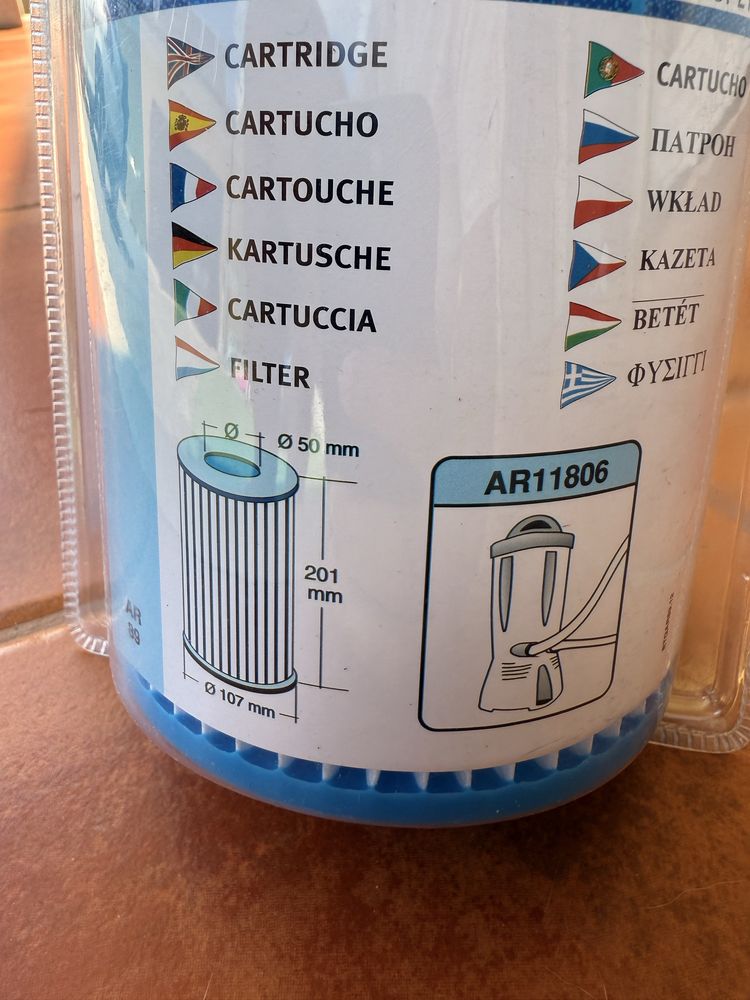 CARTRIDGE
CARTUCHO
CARTOUCHE
KARTUSCHE
CARTUCCIA
FILTER
CARTUCHO
ПАТРОН
WKŁAD
KAZETA
BETÉT
ΦΥΣΙΓΓΙ
Ø
Ø 50 mm
201
mm
Ø 107 mm
AR11806
AR